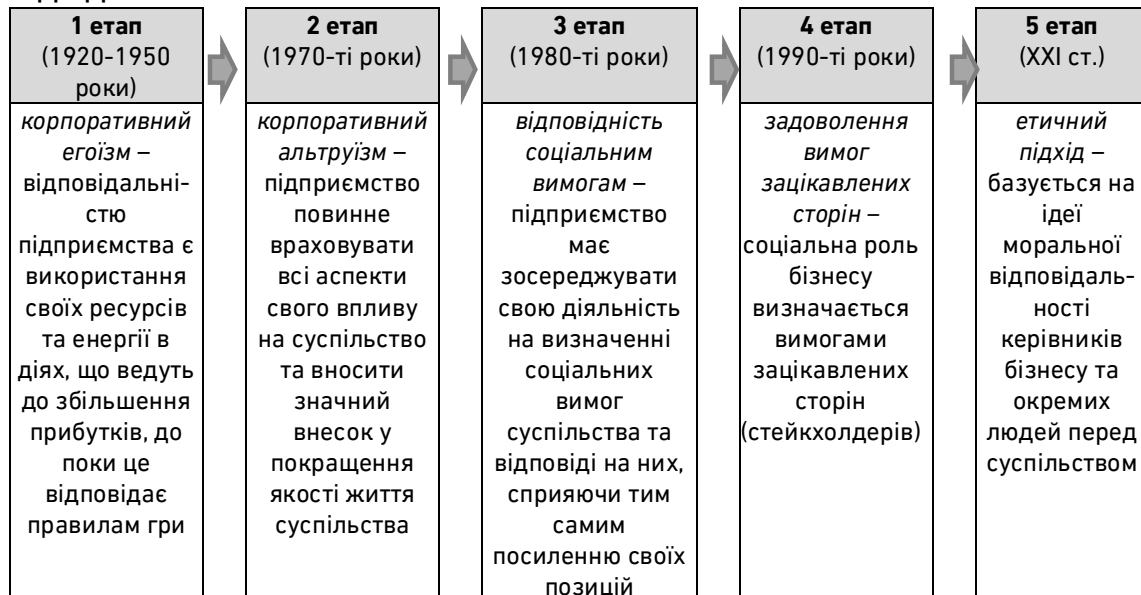 1 етап
(1920-1950
роки)
корпоративний
егоїзм –
відповідальні-
стю
підприємства є
використання
своїх ресурсів
та енергії в
діях, що ведуть
до збільшення
прибутків, до
поки це
відповідає
правилам гри
2 етап
(1970-ті роки)
корпоративний
альтруїзм –
підприємство
повинне
враховувати
всі аспекти
свого впливу
на суспільство
та вносити
значний
внесок у
покращення
якості життя
суспільства
3 етап
(1980-ті роки)
відповідність
соціальним
вимогам –
підприємство
має
зосереджувати
свою діяльність
на визначенні
соціальних
вимог
суспільства та
відповіді на них,
сприяючи тим
самим
посиленню своїх
позицій
4 етап
(1990-ті роки)
задоволення
вимог
зацікавлених
сторін –
соціальна роль
бізнесу
визначається
вимогами
зацікавлених
сторін
(стейкхолдерів)
5 етап
(XXI ст.)
етичний
підхід –
базується на
ідеї
моральної
відповідаль-
ності
керівників
бізнесу та
окремих
людей перед
суспільством